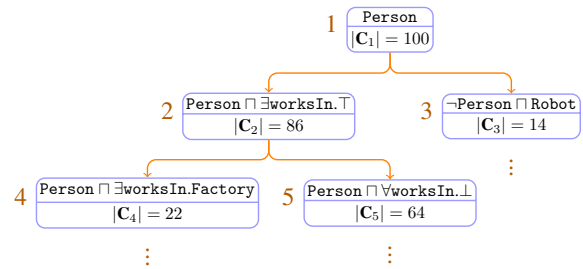 1
Person
|C₁| = 100
2
Person ⊓ ∃worksIn.⊤
|C₂| = 86
3
¬Person ⊓ Robot
|C₃| = 14
⋮
4
Person ⊓ ∃worksIn.Factory
|C₄| = 22
⋮
5
Person ⊓ ∀worksIn.⊥
|C₅| = 64
⋮